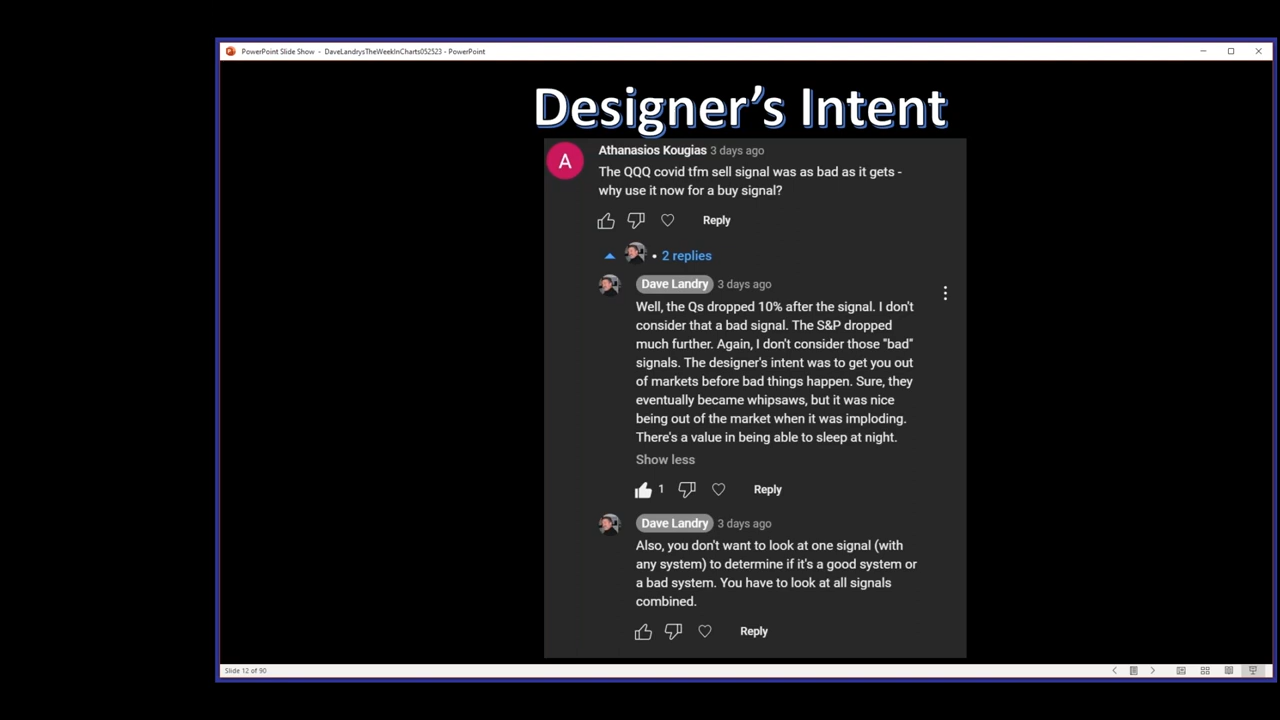 PowerPoint Slide Show - DaveLandrysTheWeekInCharts052523 - PowerPoint
Designer's Intent
A
Athanasios Kougias 3 days ago
The QQQ covid tfm sell signal was as bad as it gets -
why use it now for a buy signal?
Reply
• 2 replies
Dave Landry 3 days ago
Well, the Qs dropped 10% after the signal. I don't
consider that a bad signal. The S&P dropped
much further. Again, I don't consider those "bad"
signals. The designer's intent was to get you out
of markets before bad things happen. Sure, they
eventually became whipsaws, but it was nice
being out of the market when it was imploding.
There's a value in being able to sleep at night.
Show less
1 Reply
Dave Landry 3 days ago
Also, you don't want to look at one signal (with
any system) to determine if it's a good system or
a bad system. You have to look at all signals
combined.
Reply
Slide 12 of 90